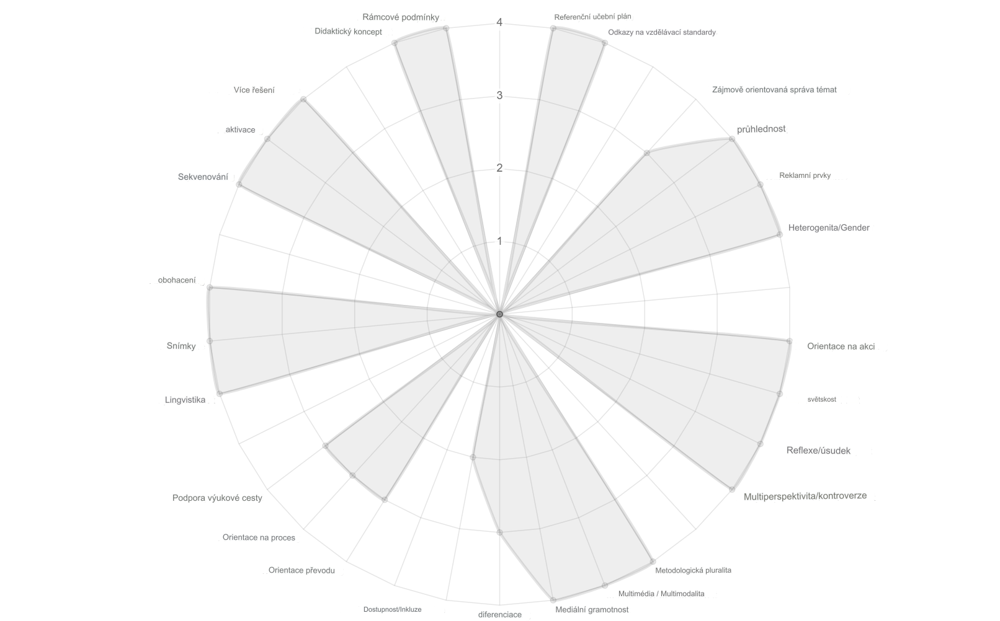 Rámcové podmínky
Referenční učební plán
4
Didaktický koncept
Odkazy na vzdělávací standardy
Více řešení
Zájmově orientovaná správa témat
3
aktivace
průhlednost
2
Sekvenování
Reklamní prvky
Heterogenita/Gender
1
obohacení
Snímky
Orientace na akci
Lingvistika
světskost
Reflexe/úsudek
Podpora výukové cesty
Multiperspektivita/kontroverze
Orientace na proces
Orientace převodu
Metodologická pluralita
Multimédia / Multimodalita
Dostupnost/Inkluze
Mediální gramotnost
diferenciace